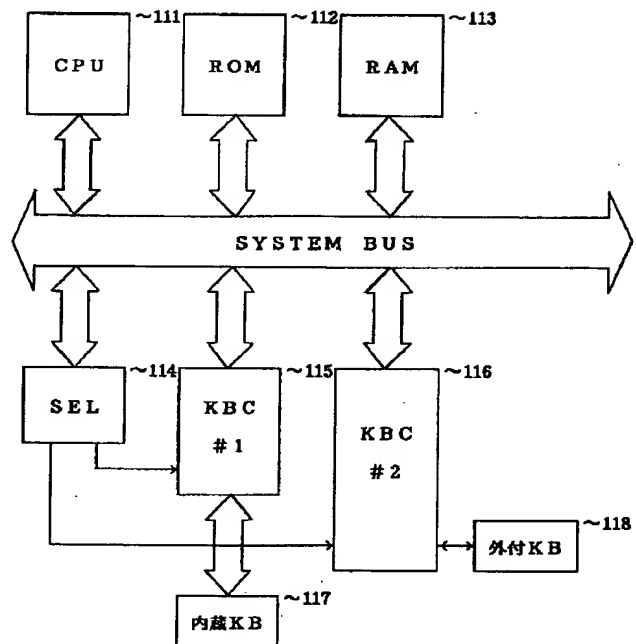 ~111
CPU
~112
ROM
~113
RAM
SYSTEM BUS
~114
SEL
~115
KBC
#1
~116
KBC
#2
~118
外付KB
~117
内蔵KB